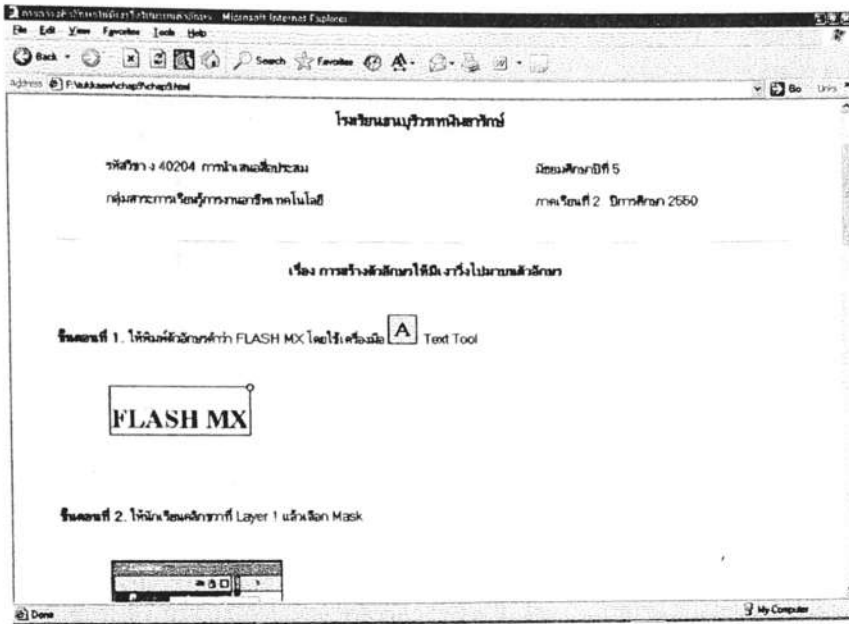 Microsoft Internet Explorer
File Edit View Favorites Tools Help
Back Search Favorites
Address Go Links
โรงเรียนธนบุรีวรเทพีพลารักษ์
รหัสวิชา ง 40204 การนำเสนอสื่อประสม มัธยมศึกษาปีที่ 5
กลุ่มสาระการเรียนรู้การงานอาชีพเทคโนโลยี ภาคเรียนที่ 2 ปีการศึกษา 2550
เรื่อง การสร้างตัวอักษรให้มีเงาวิ่งไปมาบนตัวอักษร
ขั้นตอนที่ 1. ให้พิมพ์ตัวอักษรคำว่า FLASH MX โดยใช้เครื่องมือ A Text Tool
FLASH MX
ขั้นตอนที่ 2. ให้นักเรียนคลิกขวาที่ Layer 1 แล้วเลือก Mask
Done My Computer